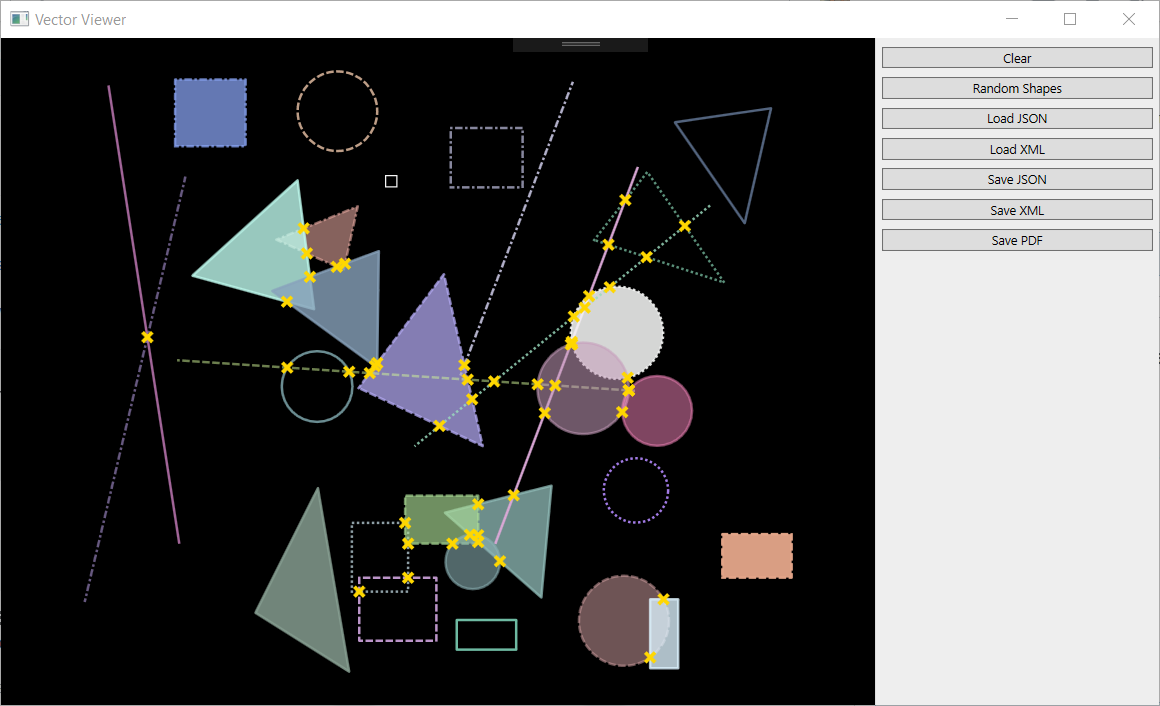 Vector Viewer
Clear
Random Shapes
Load JSON
Load XML
Save JSON
Save XML
Save PDF